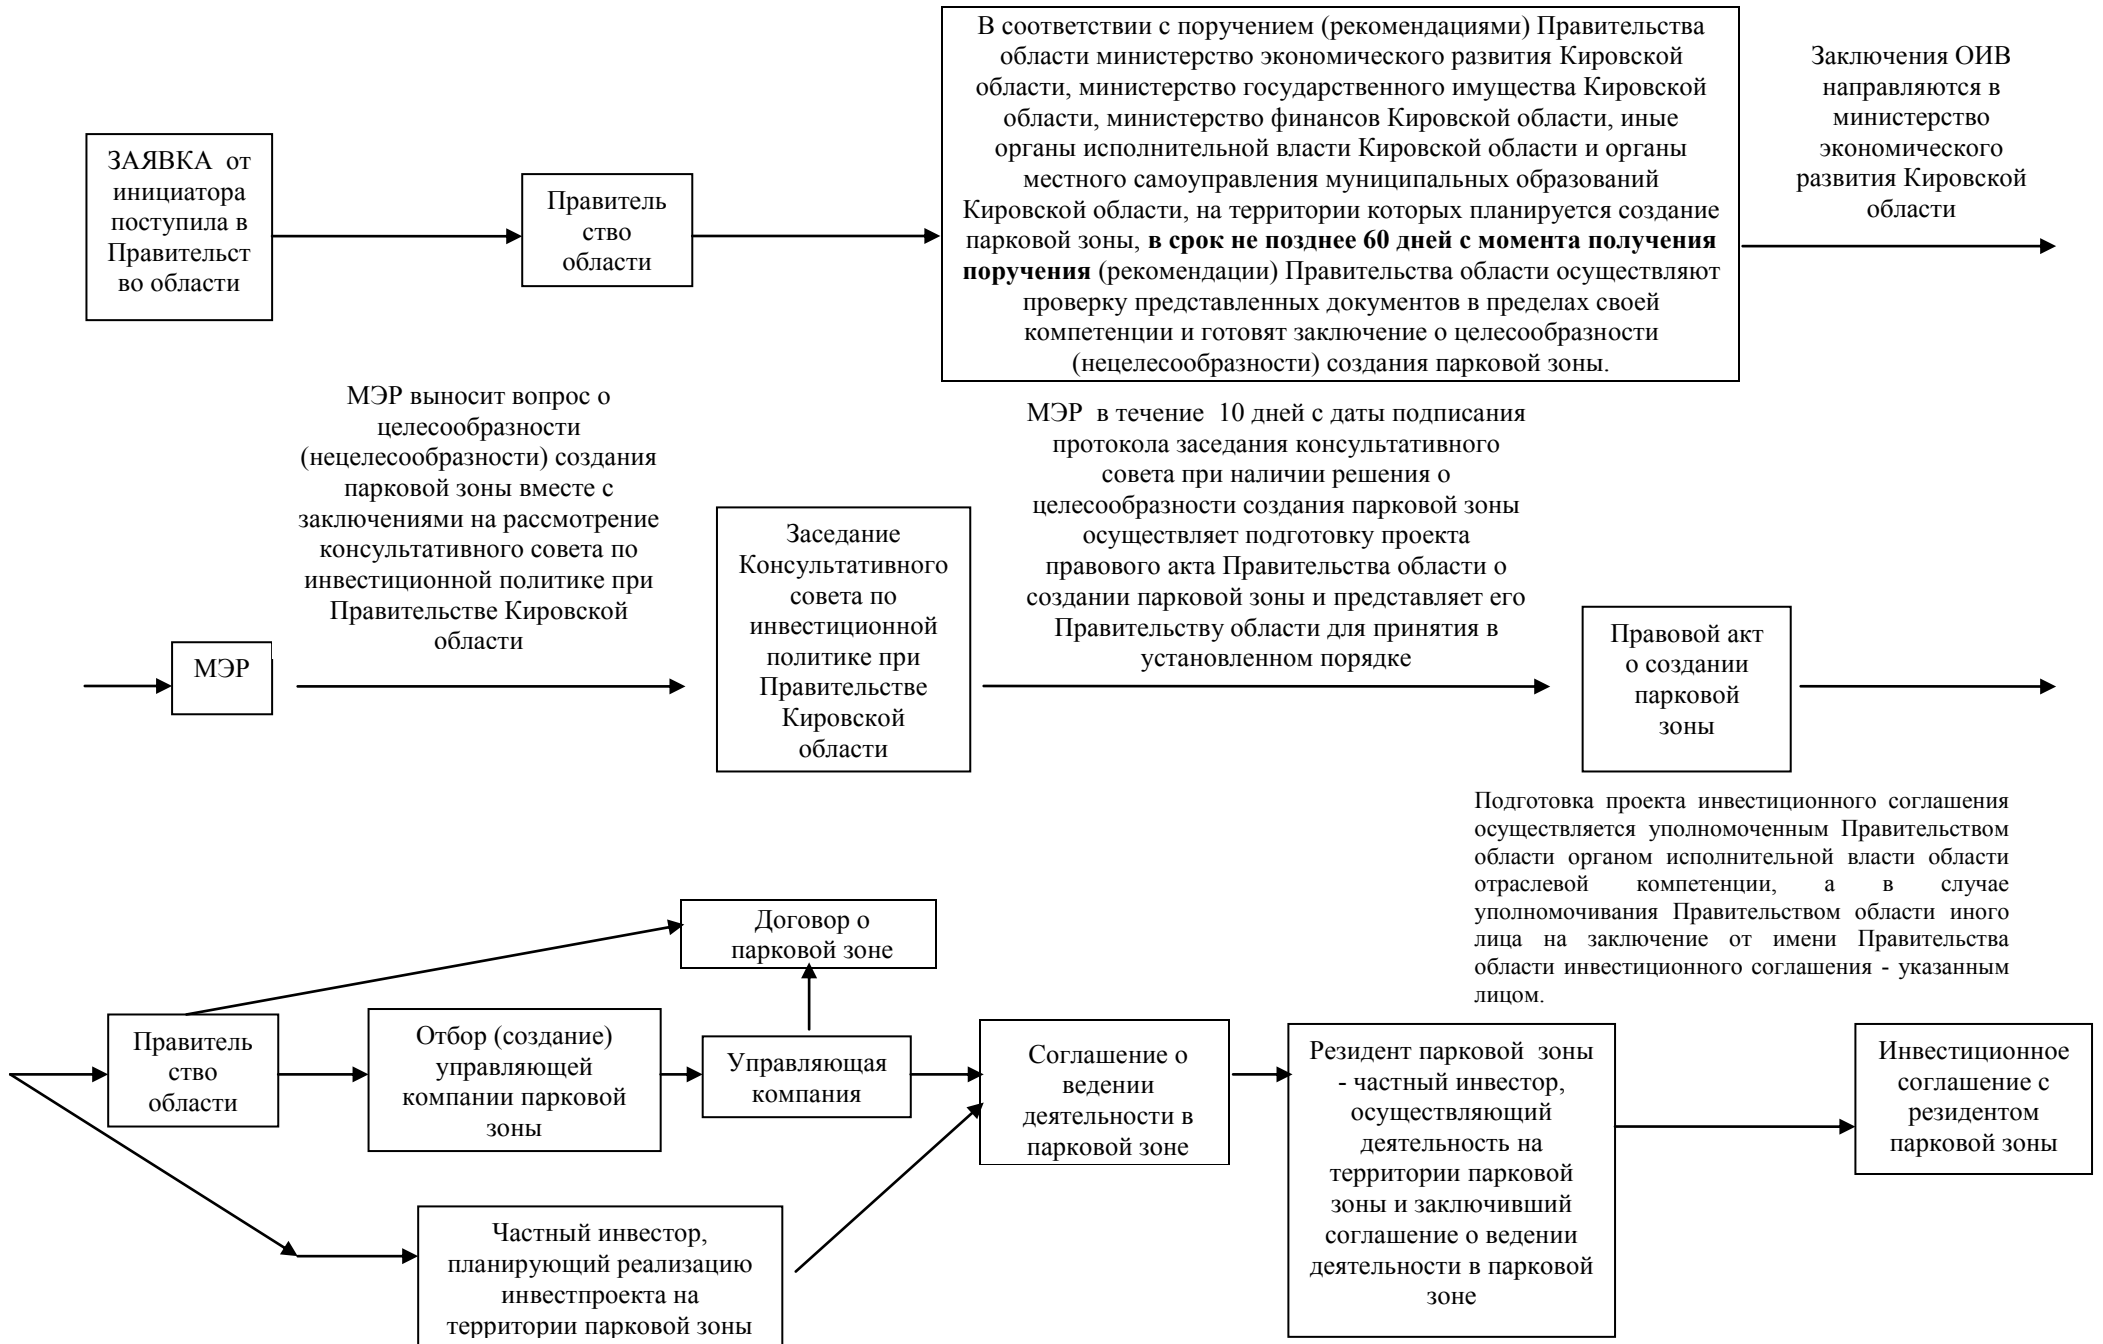 ЗАЯВКА от
инициатора
поступила в
Правительст
во области
Правитель
ство
области
В соответствии с поручением (рекомендациями) Правительства
области министерство экономического развития Кировской
области, министерство государственного имущества Кировской
области, министерство финансов Кировской области, иные
органы исполнительной власти Кировской области и органы
местного самоуправления муниципальных образований
Кировской области, на территории которых планируется создание
парковой зоны, в срок не позднее 60 дней с момента получения
поручения (рекомендации) Правительства области осуществляют
проверку представленных документов в пределах своей
компетенции и готовят заключение о целесообразности
(нецелесообразности) создания парковой зоны.
Заключения ОИВ
направляются в
министерство
экономического
развития Кировской
области
МЭР
МЭР выносит вопрос о
целесообразности
(нецелесообразности) создания
парковой зоны вместе с
заключениями на рассмотрение
консультативного совета по
инвестиционной политике при
Правительстве Кировской
области
Заседание
Консультативного
совета по
инвестиционной
политике при
Правительстве
Кировской
области
МЭР в течение 10 дней с даты подписания
протокола заседания консультативного
совета при наличии решения о
целесообразности создания парковой зоны
осуществляет подготовку проекта
правового акта Правительства области о
создании парковой зоны и представляет его
Правительству области для принятия в
установленном порядке
Правовой акт
о создании
парковой
зоны
Подготовка проекта инвестиционного соглашения
осуществляется уполномоченным Правительством
области органом исполнительной власти области
отраслевой компетенции, а в случае
уполномочивания Правительством области иного
лица на заключение от имени Правительства
области инвестиционного соглашения - указанным
лицом.
Договор о
парковой зоне
Правитель
ство
области
Отбор (создание)
управляющей
компании парковой
зоны
Управляющая
компания
Соглашение о
ведении
деятельности в
парковой зоне
Резидент парковой зоны
- частный инвестор,
осуществляющий
деятельность на
территории парковой
зоны и заключивший
соглашение о ведении
деятельности в парковой
зоне
Инвестиционное
соглашение с
резидентом
парковой зоны
Частный инвестор,
планирующий реализацию
инвестпроекта на
территории парковой зоны